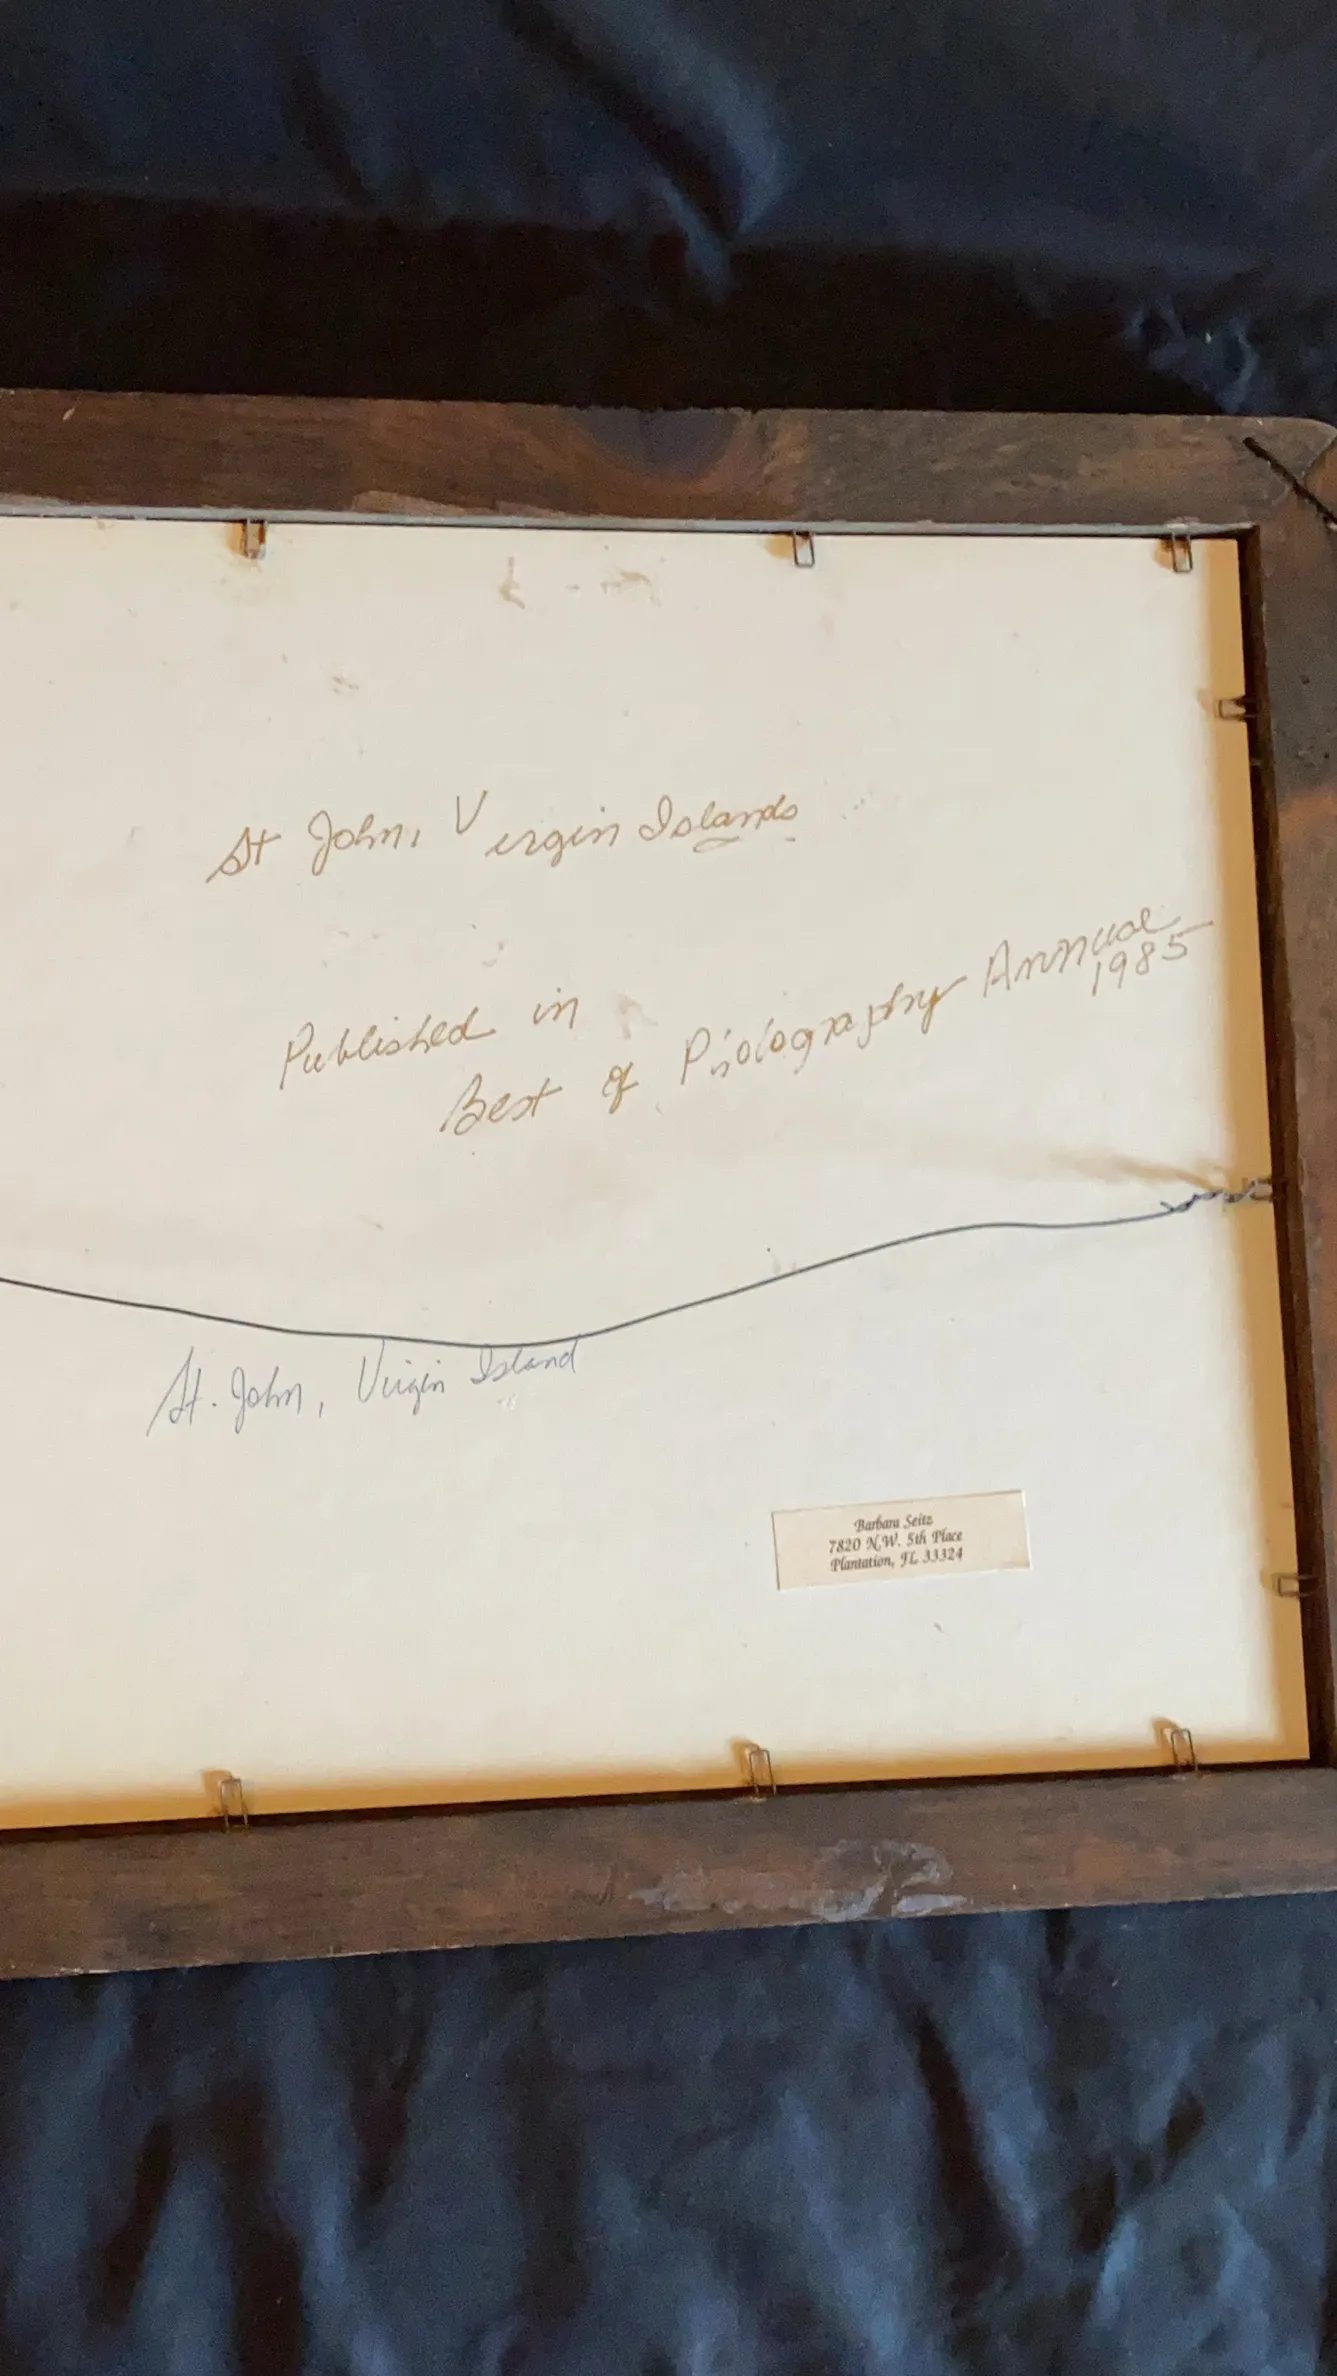 St John, Virgin Islands
Published in
Best of Photography Annual
1985
St. John, Virgin Island
Barbara Seitz
7820 N.W. 5th Place
Plantation, FL 33324